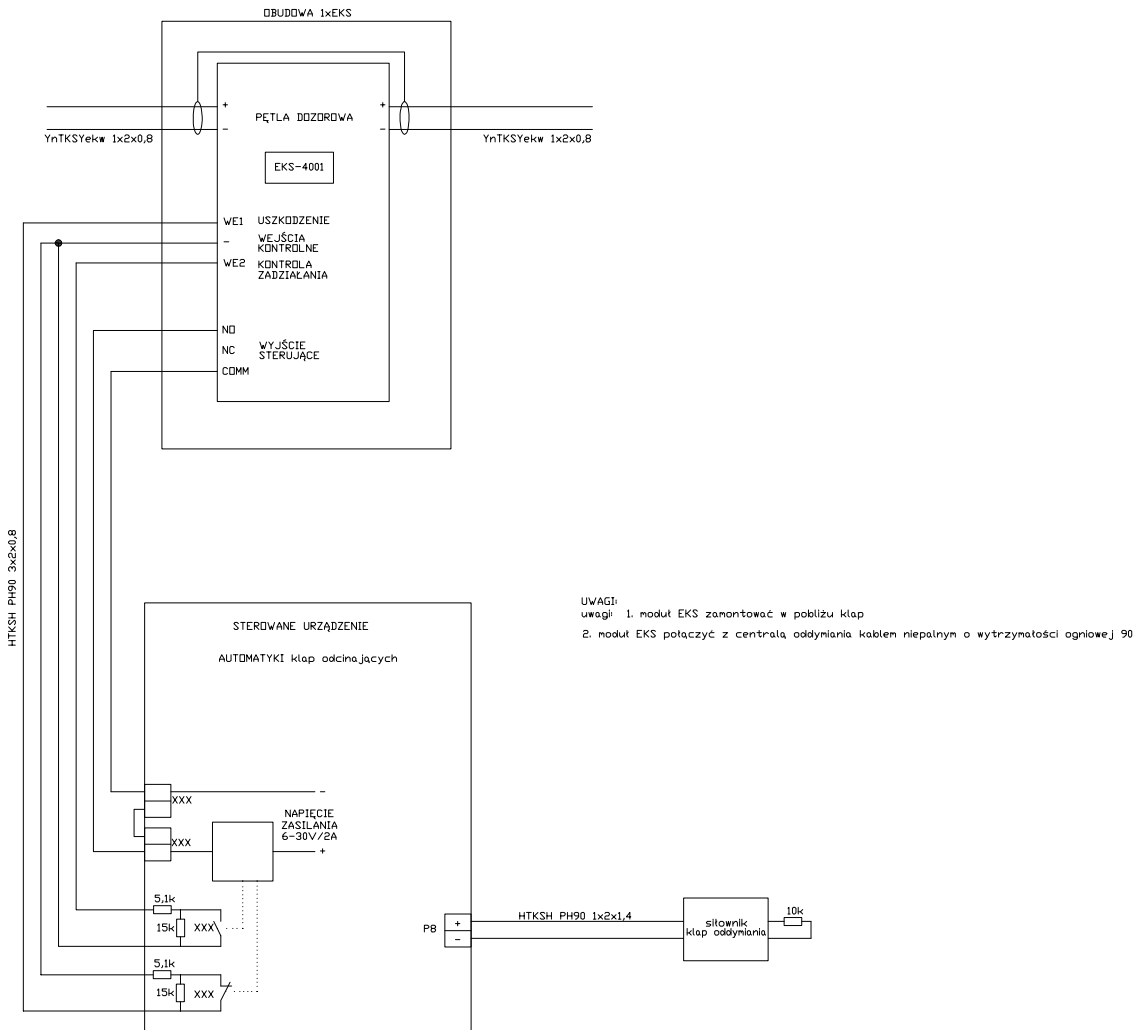 OBUDOWA 1xEKS
+
+
PĘTLA DOZOROWA
–
–
YnTKSYekw 1x2x0,8
YnTKSYekw 1x2x0,8
EKS-4001
WE1 USZKODZENIE
– WEJŚCIA
KONTROLNE
WE2 KONTROLA
ZADZIAŁANIA
NO
NC WYJŚCIE
STERUJĄCE
COMM
HTKSH PH90 3x2x0,8
UWAGI:
uwagi: 1. moduł EKS zamontować w pobliżu klap
2. moduł EKS połączyć z centralą oddymiania kablem niepalnym o wytrzymałości ogniowej 90
STEROWANE URZĄDZENIE
AUTOMATYKI klap odcinających
–
XXX
NAPIĘCIE
ZASILANIA
6-30V/2A
XXX
+
5,1k
15k XXX
5,1k
15k XXX
P8
+
–
HTKSH PH90 1x2x1,4
siłownik
klap oddymiania
10k